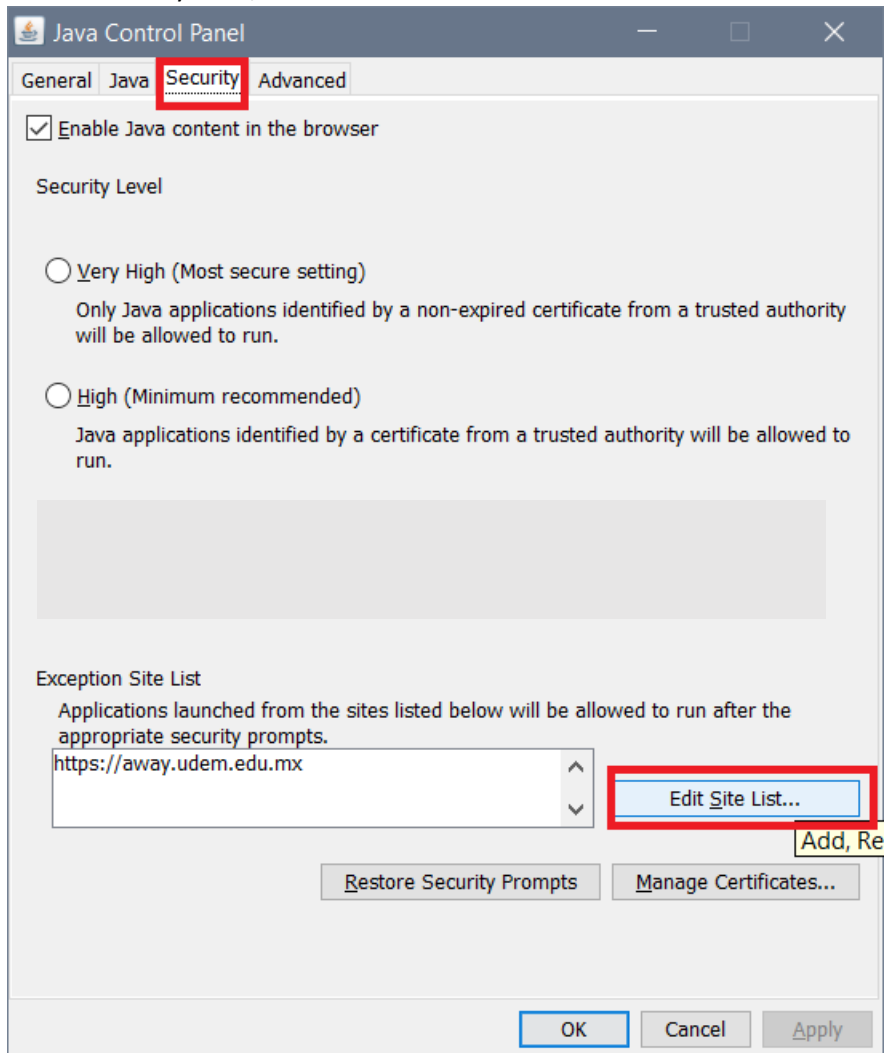 Java Control Panel
General Java Security Advanced
Enable Java content in the browser
Security Level
Very High (Most secure setting)
Only Java applications identified by a non-expired certificate from a trusted authority
will be allowed to run.
High (Minimum recommended)
Java applications identified by a certificate from a trusted authority will be allowed to
run.
Exception Site List
Applications launched from the sites listed below will be allowed to run after the
appropriate security prompts.
https://away.udem.edu.mx
Edit Site List...
Add, Re
Restore Security Prompts Manage Certificates...
OK Cancel Apply